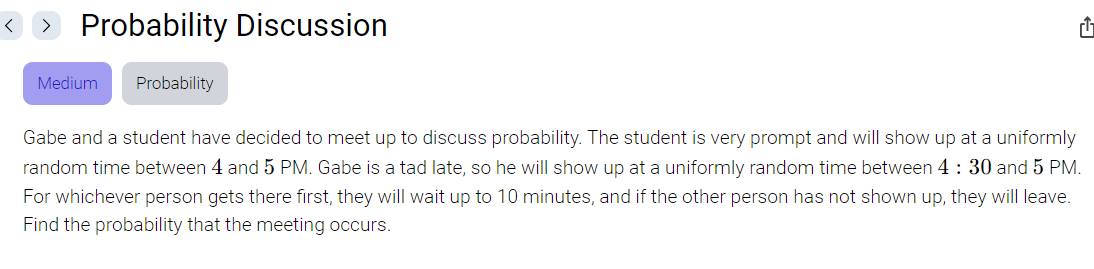 Probability Discussion
Medium
Probability
Gabe and a student have decided to meet up to discuss probability. The student is very prompt and will show up at a uniformly
random time between 4 and 5 PM. Gabe is a tad late, so he will show up at a uniformly random time between 4 : 30 and 5 PM.
For whichever person gets there first, they will wait up to 10 minutes, and if the other person has not shown up, they will leave.
Find the probability that the meeting occurs.